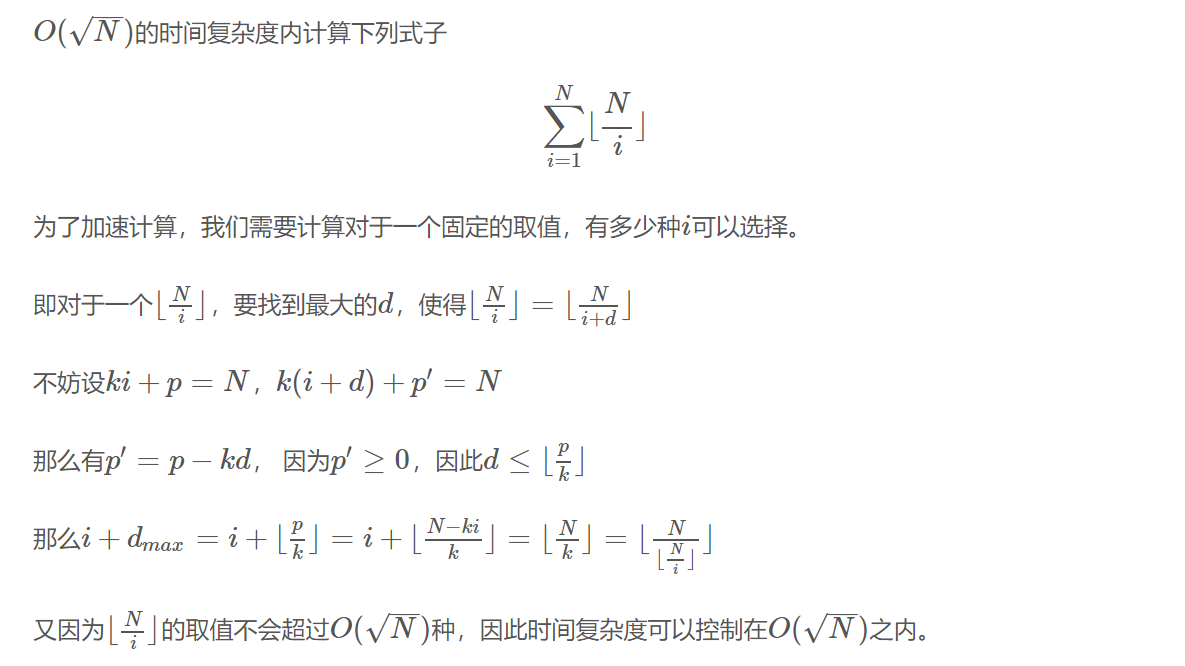 $O(\sqrt{N})$的时间复杂度内计算下列式子
$\sum_{i=1}^{N} \lfloor \frac{N}{i} \rfloor$
为了加速计算，我们需要计算对于一个固定的取值，有多少种$i$可以选择。
即对于一个$\lfloor \frac{N}{i} \rfloor$，要找到最大的$d$，使得$\lfloor \frac{N}{i} \rfloor = \lfloor \frac{N}{i+d} \rfloor$
不妨设$ki + p = N$，$k(i + d) + p' = N$
那么有$p' = p - kd$， 因为$p' \geq 0$，因此$d \leq \lfloor \frac{p}{k} \rfloor$
那么$i + d_{max} = i + \lfloor \frac{p}{k} \rfloor = i + \lfloor \frac{N-ki}{k} \rfloor = \lfloor \frac{N}{k} \rfloor = \lfloor \frac{N}{\lfloor \frac{N}{i} \rfloor} \rfloor$
又因为$\lfloor \frac{N}{i} \rfloor$的取值不会超过$O(\sqrt{N})$种，因此时间复杂度可以控制在$O(\sqrt{N})$之内。